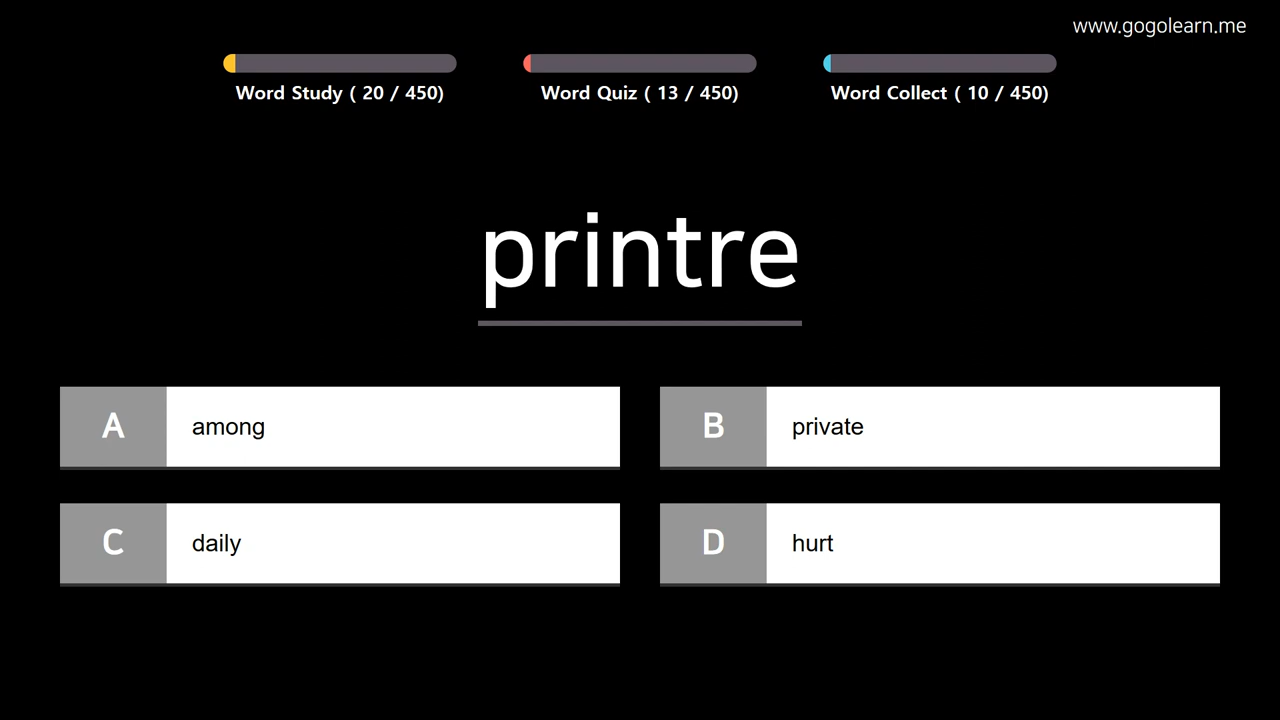 www.gogolearn.me
Word Study ( 20 / 450)
Word Quiz ( 13 / 450)
Word Collect ( 10 / 450)
printre
A among
B private
C daily
D hurt